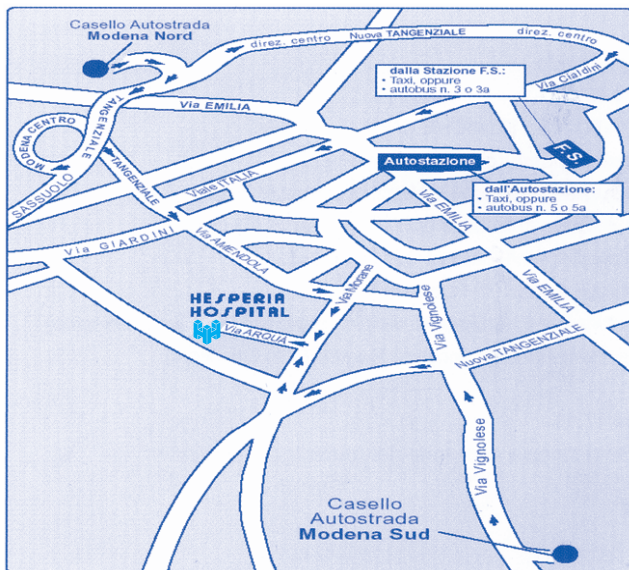 Casello Autostrada
Modena Nord
direz. centro
Nuova TANGENZIALE
direz. centro
dalla Stazione F.S.:
• Taxi, oppure
• autobus n. 3 o 3a
Via Cialdini
Via EMILIA
TANGENZIALE
MODENA CENTRO
F.S.
Autostazione
TANGENZIALE
SASSUOLO
Viale ITALIA
dall'Autostazione:
• Taxi, oppure
• autobus n. 5 o 5a
Via EMILIA
Via GIARDINI
Via AMENDOLA
Via EMILIA
Via Morane
Via Vignolese
HESPERIA
HOSPITAL
Via ARQUÀ
Nuova TANGENZIALE
Via Vignolese
Casello
Autostrada
Modena Sud